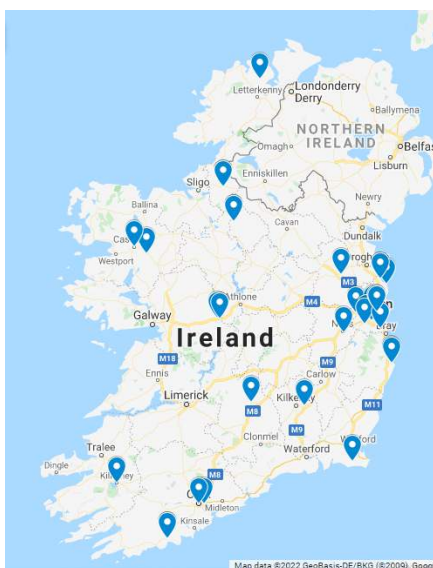 Letterkenny
Londonderry
Derry
Ballymena
NORTHERN
IRELAND
Omagh
Belfas
Lisburn
Enniskillen
Sligo
Newry
Ballina
Cavan
Dundalk
Westport
M3
Athlone
M4
Galway
Ireland
Bray
M18
Ennis
M9
Carlow
Limerick
M8
M11
M9
Clonmel
Tralee
Waterford
Dingle
M8
Midleton
Kinsale
Map data ©2022 GeoBasis-DE/BKG (©2009), Goog